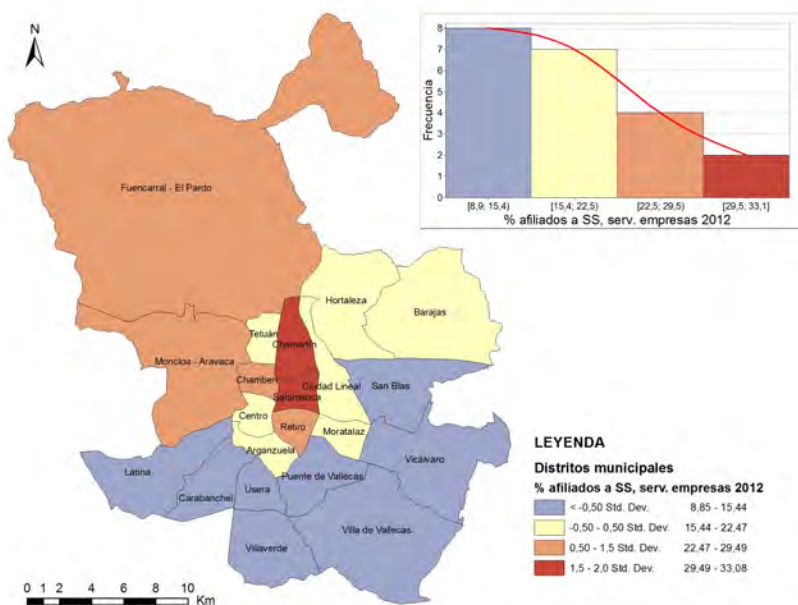 N
Frecuencia
8
7
6
5
4
3
2
1
0
[8,9; 15,4)
[15,4; 22,5)
[22,5; 29,5)
[29,5; 33,1]
% afiliados a SS, serv. empresas 2012
Fuencarral - El Pardo
Hortaleza
Barajas
Tetuán
Chamartín
Moncloa - Aravaca
Chamberí
Ciudad Lineal
San Blas
Salamanca
Centro
Retiro
Moratalaz
Arganzuela
Latina
Carabanchel
Usera
Puente de Vallecas
Vicálvaro
Villaverde
Villa de Vallecas
LEYENDA
Distritos municipales
% afiliados a SS, serv. empresas 2012
< -0,50 Std. Dev. 8,85 - 15,44
-0,50 - 0,50 Std. Dev. 15,44 - 22,47
0,50 - 1,5 Std. Dev. 22,47 - 29,49
1,5 - 2,0 Std. Dev. 29,49 - 33,08
0 1 2 4 6 8 10
Km